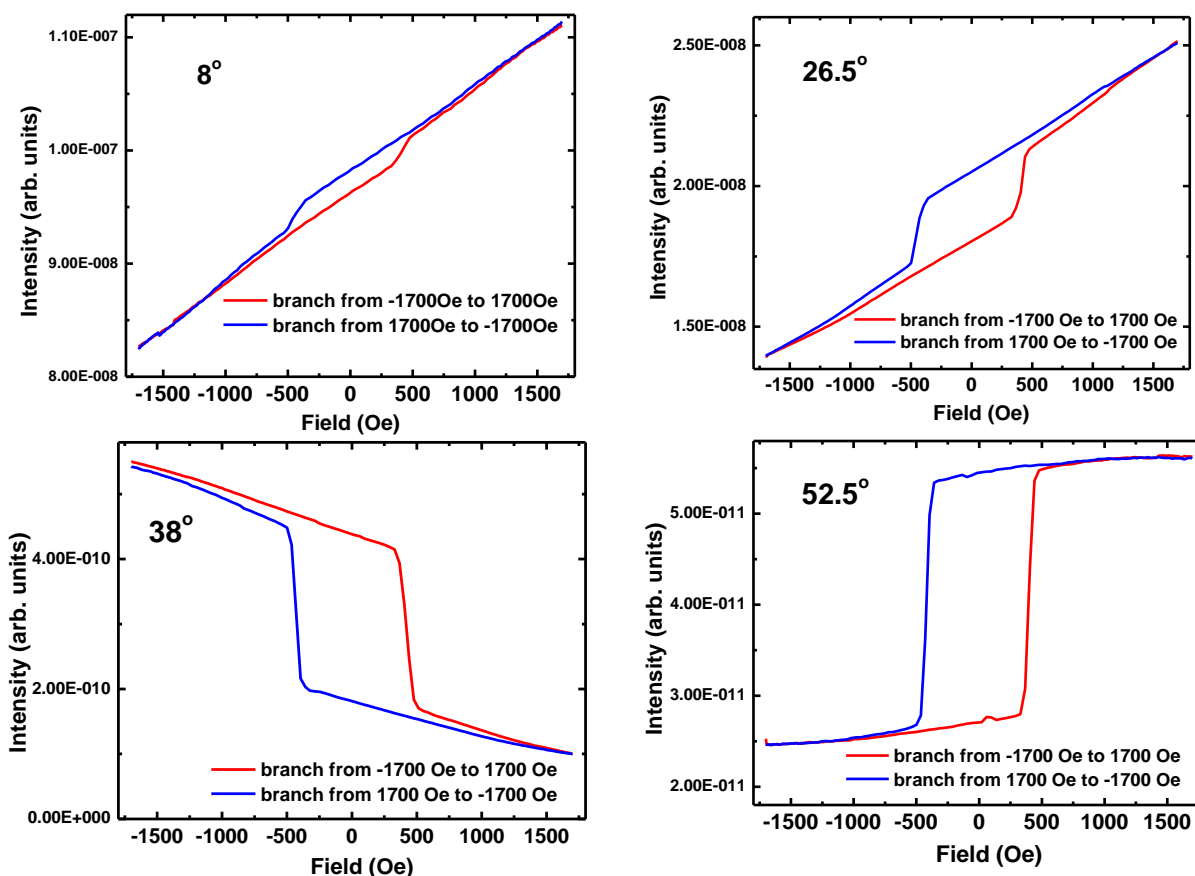 1.10E-007
1.00E-007
9.00E-008
8.00E-008
Intensity (arb. units)
8°
branch from -1700Oe to 1700Oe
branch from 1700Oe to -1700Oe
-1500 -1000 -500 0 500 1000 1500
Field (Oe)
2.50E-008
2.00E-008
1.50E-008
Intensity (arb. units)
26.5°
branch from -1700 Oe to 1700 Oe
branch from 1700 Oe to -1700 Oe
-1500 -1000 -500 0 500 1000 1500
Field (Oe)
4.00E-010
2.00E-010
0.00E+000
Intensity (arb. units)
38°
branch from -1700 Oe to 1700 Oe
branch from 1700 Oe to -1700 Oe
-1500 -1000 -500 0 500 1000 1500
Field (Oe)
5.00E-011
4.00E-011
3.00E-011
2.00E-011
Intensity (arb. units)
52.5°
branch from -1700 Oe to 1700 Oe
branch from 1700 Oe to -1700 Oe
-1500 -1000 -500 0 500 1000 1500
Field (Oe)